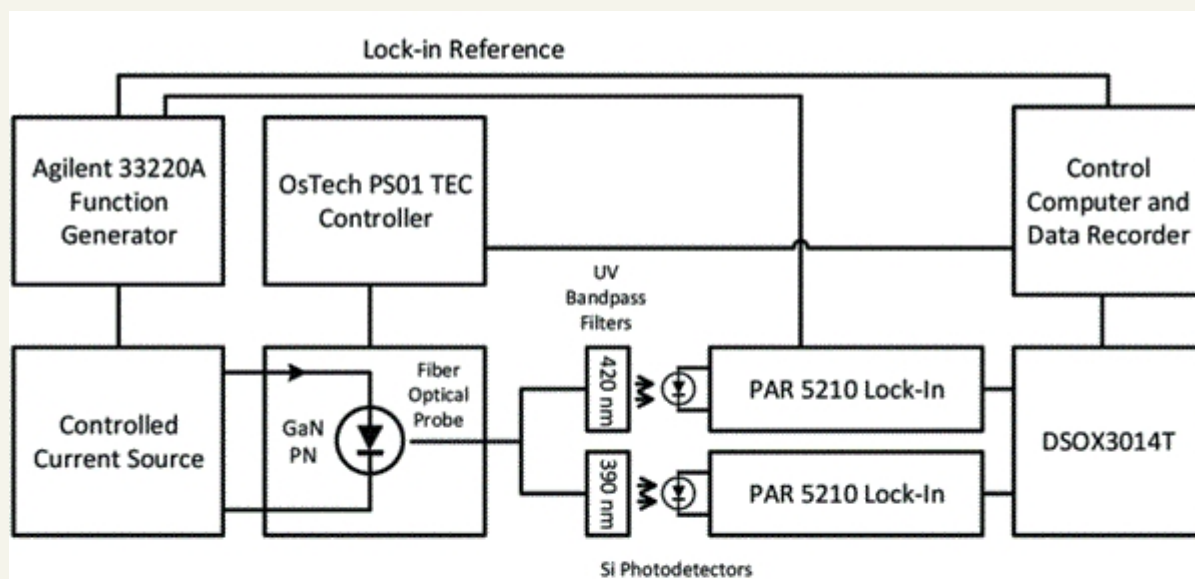 Lock-in Reference
Agilent 33220A
Function
Generator
OsTech PS01 TEC
Controller
Control
Computer and
Data Recorder
UV
Bandpass
Filters
Controlled
Current Source
GaN
PN
Fiber
Optical
Probe
420 nm
PAR 5210 Lock-In
390 nm
PAR 5210 Lock-In
DSOX3014T
Si Photodetectors